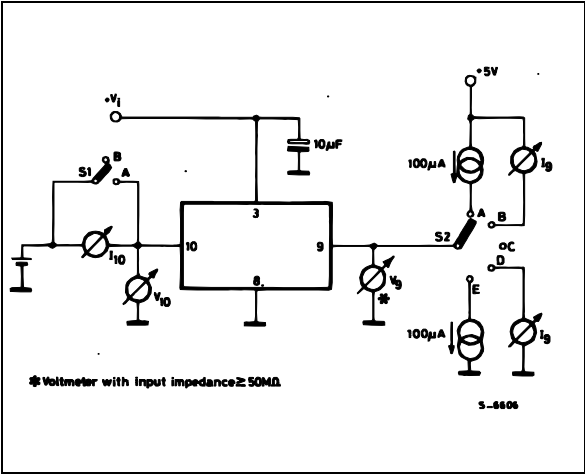 +5V
+Vi
10μF
S1
B
A
100μA
I9
3
S2
A
B
C
D
E
10
9
8.
I10
V10
V9
*
100μA
I9
* Voltmeter with input impedance ≥ 50MΩ
S-6606